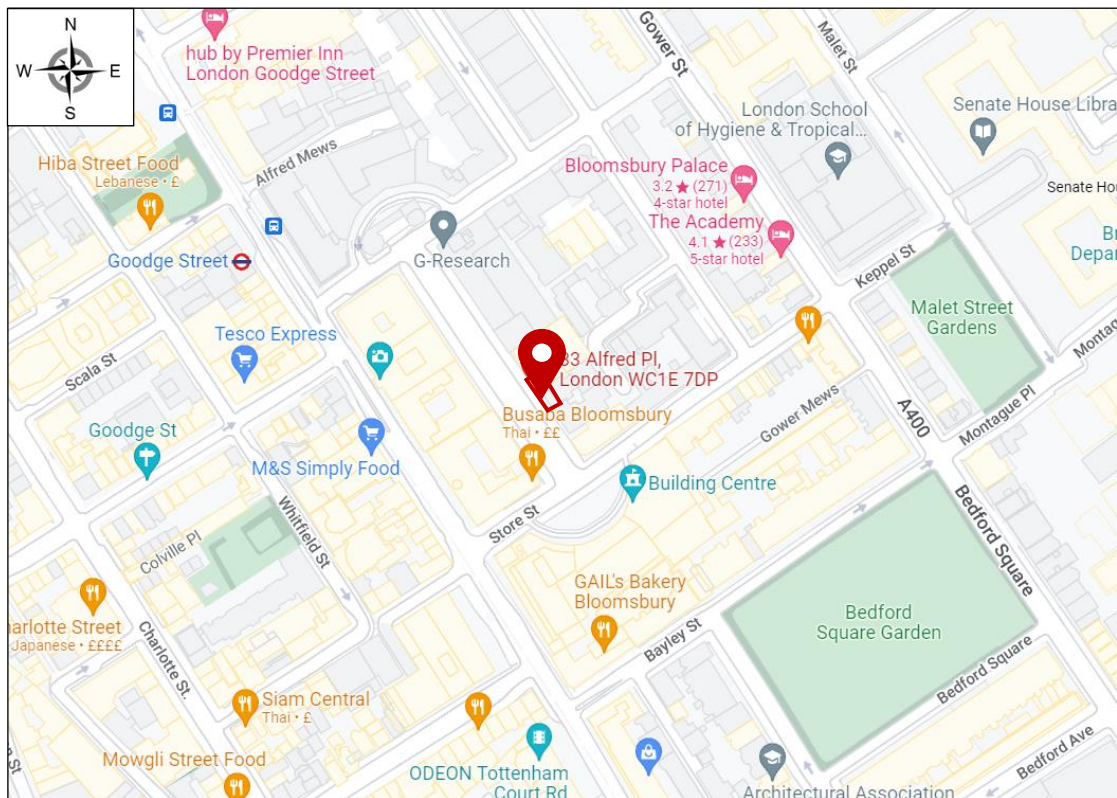 N
W E
S
hub by Premier Inn
London Goodge Street
Gower St
Malet St
London School
of Hygiene & Tropical...
Senate House Libra
Senate Hou
Alfred Mews
Hiba Street Food
Lebanese • £
Bloomsbury Palace
3.2 ★ (271)
4-star hotel
The Academy
4.1 ★ (233)
5-star hotel
Br
Depar
Goodge Street
G-Research
Keppel St
Malet Street
Gardens
Tesco Express
Scala St
33 Alfred Pl,
London WC1E 7DP
Montague Pl
Busaba Bloomsbury
Thai • ££
Gower Mews
A400
Goodge St
M&S Simply Food
Building Centre
Whitfield St
Store St
Colville Pl
Bedford Square
GAIL's Bakery
Bloomsbury
Bedford
Square Garden
harlotte Street
Japanese • ££££
Charlotte St.
Bayley St
Bedford Square
Siam Central
Thai • £
Mowgli Street Food
ODEON Tottenham
Court Rd
Bedford Ave
Architectural Association
n St